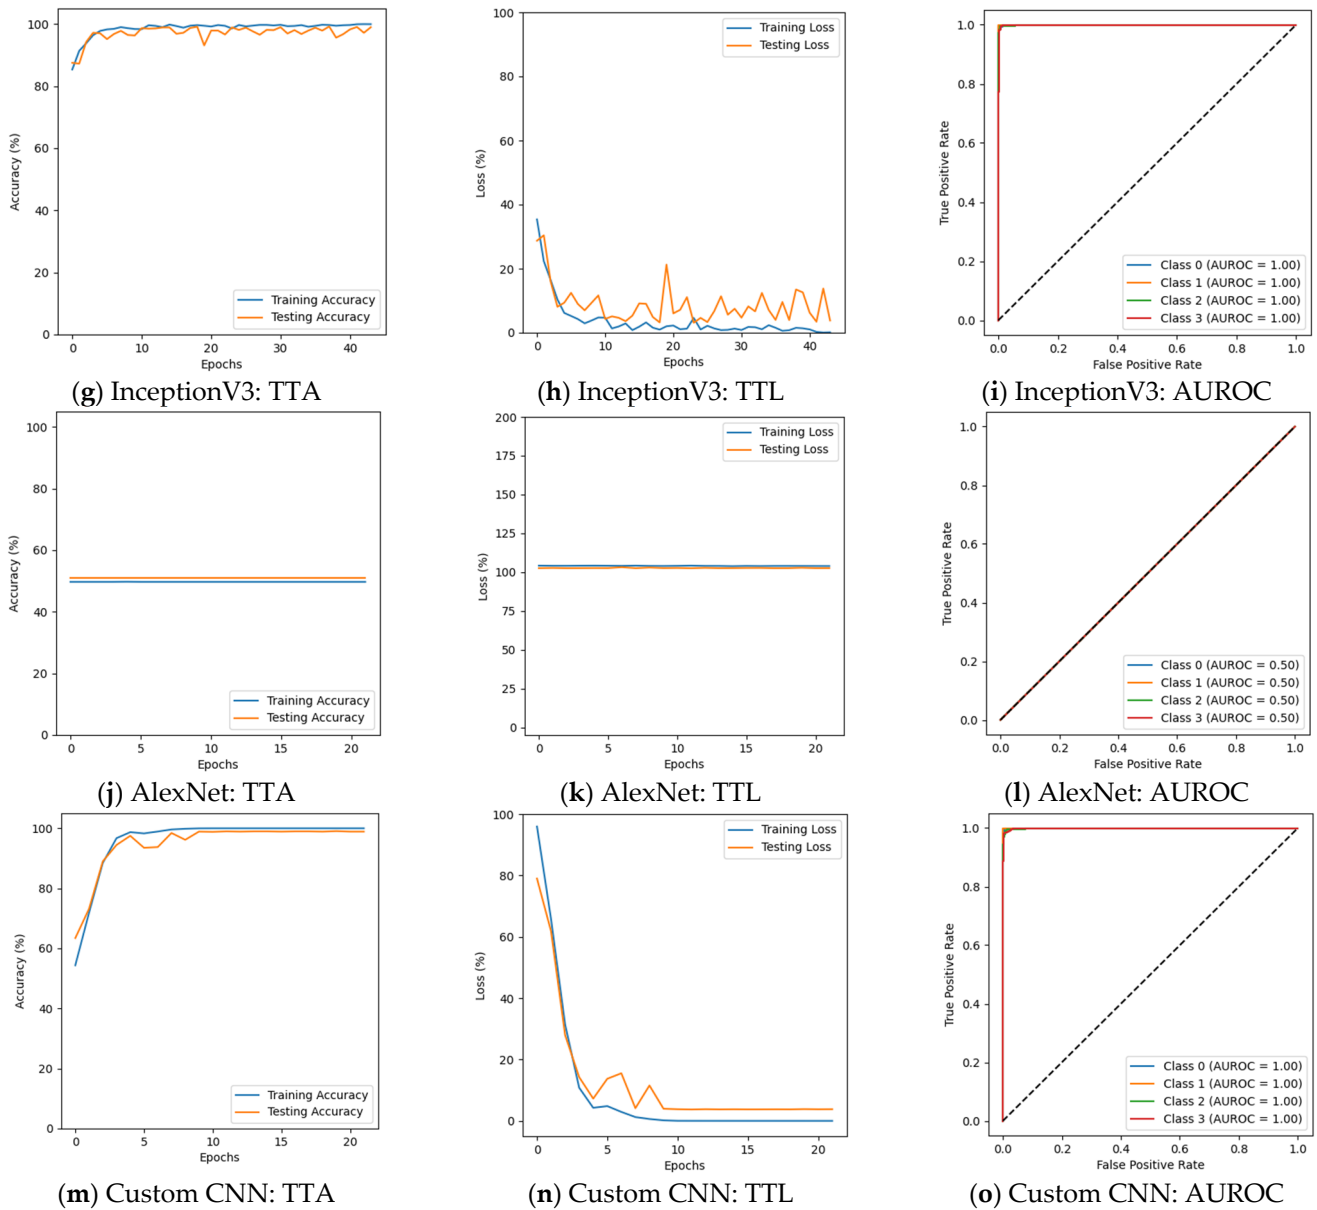 100
80
60
40
20
0
Accuracy (%)
0 10 20 30 40
Epochs
Training Accuracy
Testing Accuracy
100
80
60
40
20
0
Loss (%)
0 10 20 30 40
Epochs
Training Loss
Testing Loss
1.0
0.8
0.6
0.4
0.2
0.0
True Positive Rate
0.0 0.2 0.4 0.6 0.8 1.0
False Positive Rate
Class 0 (AUROC = 1.00)
Class 1 (AUROC = 1.00)
Class 2 (AUROC = 1.00)
Class 3 (AUROC = 1.00)
(g) InceptionV3: TTA
(h) InceptionV3: TTL
(i) InceptionV3: AUROC
100
80
60
40
20
0
Accuracy (%)
0 5 10 15 20
Epochs
Training Accuracy
Testing Accuracy
200
175
150
125
100
75
50
25
0
Loss (%)
0 5 10 15 20
Epochs
Training Loss
Testing Loss
1.0
0.8
0.6
0.4
0.2
0.0
True Positive Rate
0.0 0.2 0.4 0.6 0.8 1.0
False Positive Rate
Class 0 (AUROC = 0.50)
Class 1 (AUROC = 0.50)
Class 2 (AUROC = 0.50)
Class 3 (AUROC = 0.50)
(j) AlexNet: TTA
(k) AlexNet: TTL
(l) AlexNet: AUROC
100
80
60
40
20
0
Accuracy (%)
0 5 10 15 20
Epochs
Training Accuracy
Testing Accuracy
100
80
60
40
20
0
Loss (%)
0 5 10 15 20
Epochs
Training Loss
Testing Loss
1.0
0.8
0.6
0.4
0.2
0.0
True Positive Rate
0.0 0.2 0.4 0.6 0.8 1.0
False Positive Rate
Class 0 (AUROC = 1.00)
Class 1 (AUROC = 1.00)
Class 2 (AUROC = 1.00)
Class 3 (AUROC = 1.00)
(m) Custom CNN: TTA
(n) Custom CNN: TTL
(o) Custom CNN: AUROC